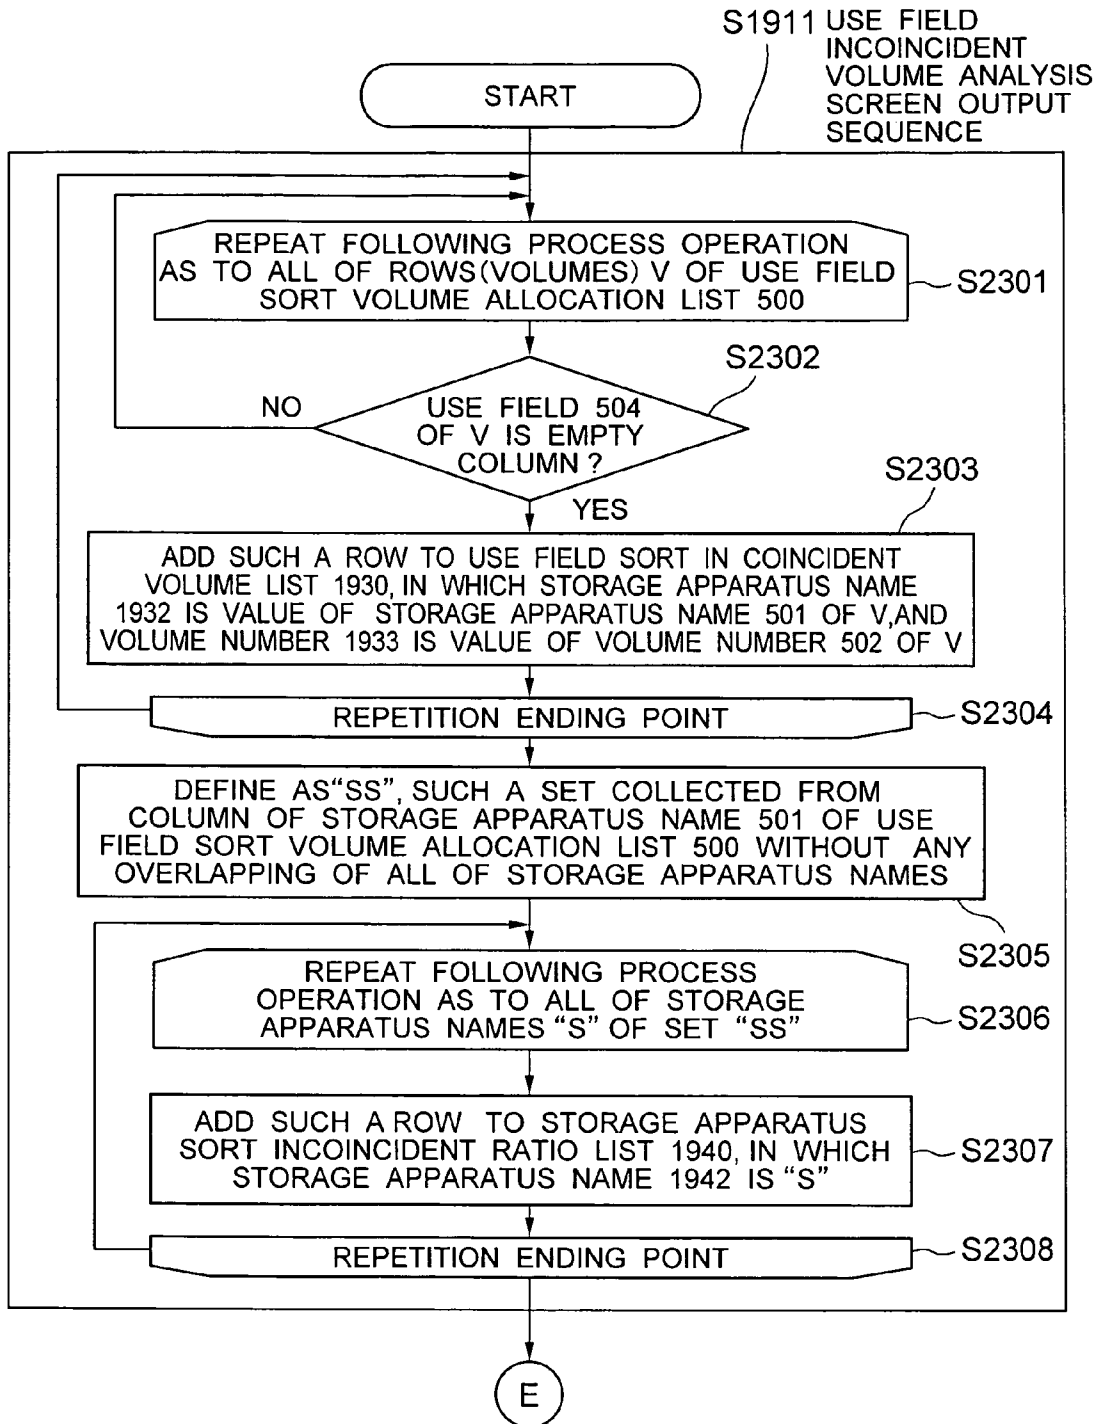 S1911 USE FIELD
INCOINCIDENT
VOLUME ANALYSIS
SCREEN OUTPUT
SEQUENCE
START
REPEAT FOLLOWING PROCESS OPERATION
AS TO ALL OF ROWS(VOLUMES) V OF USE FIELD
SORT VOLUME ALLOCATION LIST 500
S2301
S2302
NO
USE FIELD 504
OF V IS EMPTY
COLUMN ?
YES
S2303
ADD SUCH A ROW TO USE FIELD SORT IN COINCIDENT
VOLUME LIST 1930, IN WHICH STORAGE APPARATUS NAME
1932 IS VALUE OF STORAGE APPARATUS NAME 501 OF V,AND
VOLUME NUMBER 1933 IS VALUE OF VOLUME NUMBER 502 OF V
REPETITION ENDING POINT
S2304
DEFINE AS“SS”, SUCH A SET COLLECTED FROM
COLUMN OF STORAGE APPARATUS NAME 501 OF USE
FIELD SORT VOLUME ALLOCATION LIST 500 WITHOUT ANY
OVERLAPPING OF ALL OF STORAGE APPARATUS NAMES
S2305
REPEAT FOLLOWING PROCESS
OPERATION AS TO ALL OF STORAGE
APPARATUS NAMES “S” OF SET “SS”
S2306
ADD SUCH A ROW TO STORAGE APPARATUS
SORT INCOINCIDENT RATIO LIST 1940, IN WHICH
STORAGE APPARATUS NAME 1942 IS “S”
S2307
REPETITION ENDING POINT
S2308
E